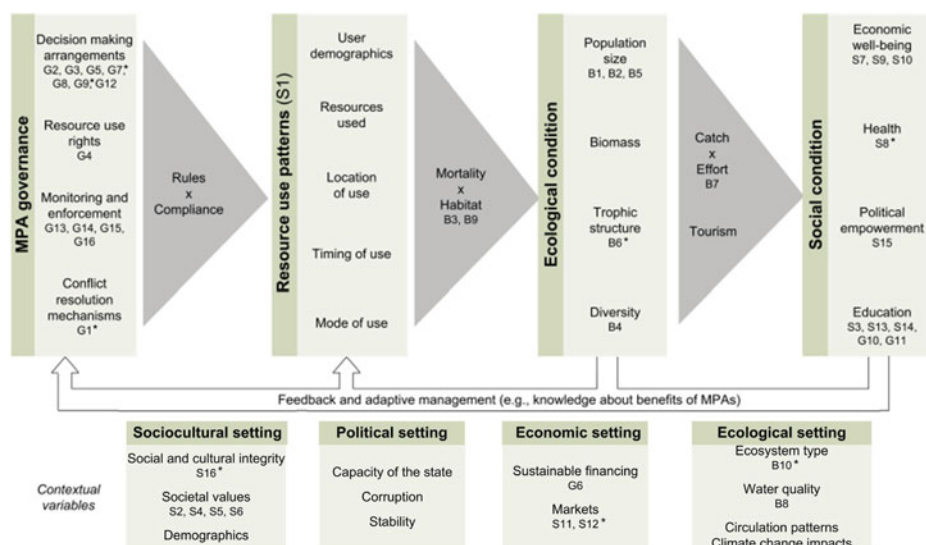 MPA governance
Decision making
arrangements
G2, G3, G5, G7,*
G8, G9,*G12
Resource use
rights
G4
Monitoring and
enforcement
G13, G14, G15,
G16
Conflict
resolution
mechanisms
G1*
Rules
x
Compliance
Resource use patterns (S1)
User
demographics
Resources
used
Location
of use
Timing of use
Mode of use
Mortality
x
Habitat
B3, B9
Ecological condition
Population
size
B1, B2, B5
Biomass
Trophic
structure
B6*
Diversity
B4
Catch
x
Effort
B7
Tourism
Social condition
Economic
well-being
S7, S9, S10
Health
S8*
Political
empowerment
S15
Education
S3, S13, S14,
G10, G11
Feedback and adaptive management (e.g., knowledge about benefits of MPAs)
Contextual
variables
Sociocultural setting
Social and cultural integrity
S16*
Societal values
S2, S4, S5, S6
Demographics
Political setting
Capacity of the state
Corruption
Stability
Economic setting
Sustainable financing
G6
Markets
S11, S12*
Ecological setting
Ecosystem type
B10*
Water quality
B8
Circulation patterns
Climate change impacts